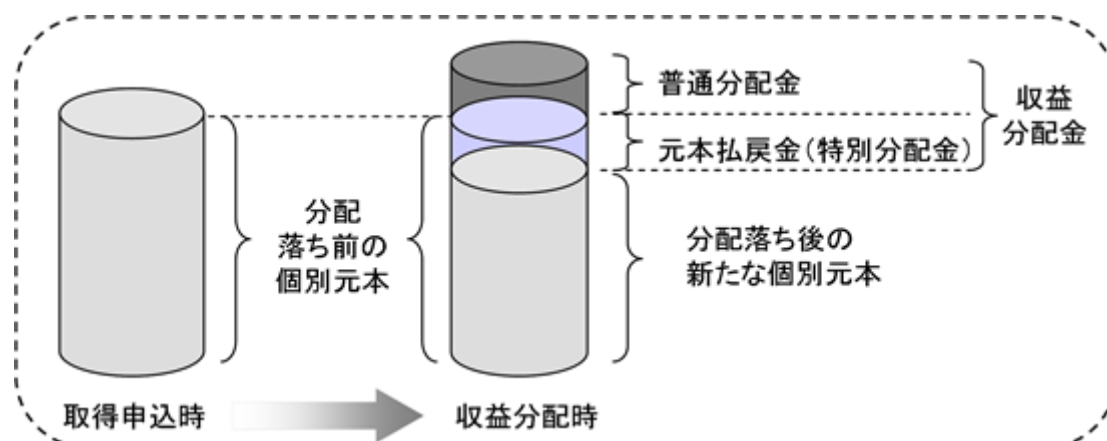 普通分配金
収益
分配金
元本払戻金(特別分配金)
分配
落ち前の
個別元本
分配落ち後の
新たな個別元本
取得申込時
収益分配時